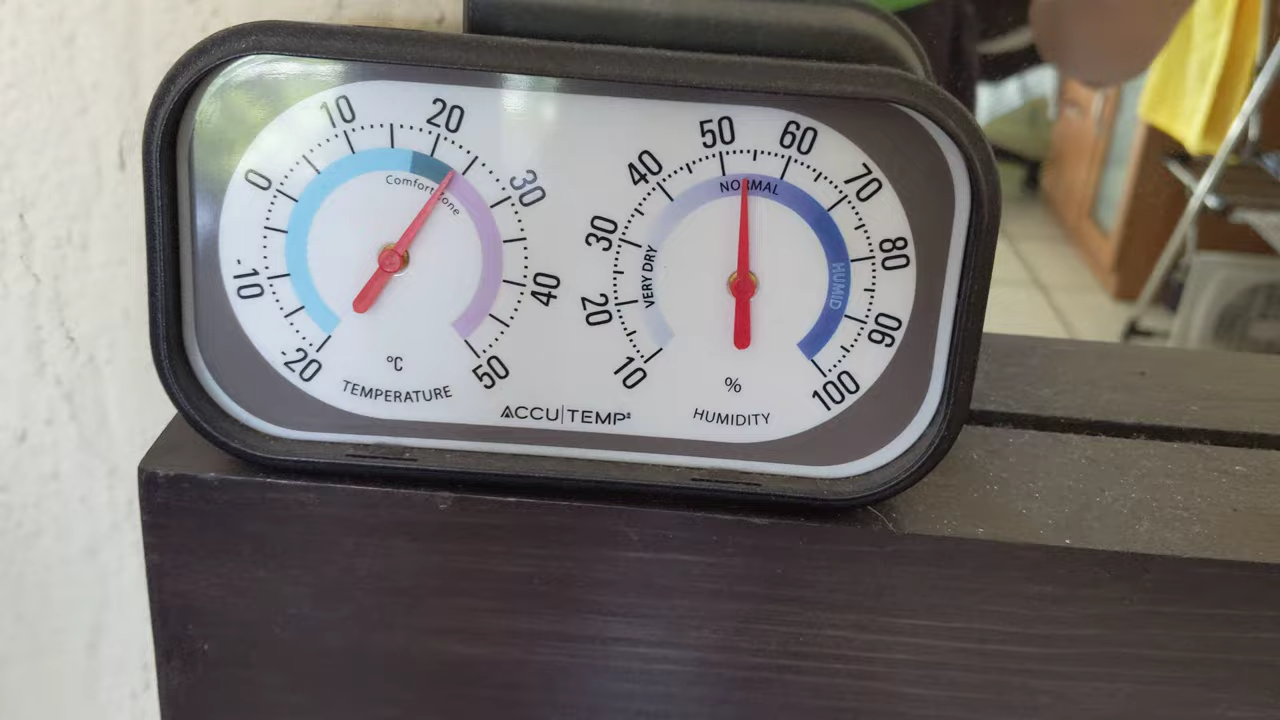 -20 -10 0 10 20 30 40 50
Comfort Zone
°C
TEMPERATURE
10 20 30 40 50 60 70 80 90 100
VERY DRY NORMAL HUMID
%
HUMIDITY
ACCU|TEMP